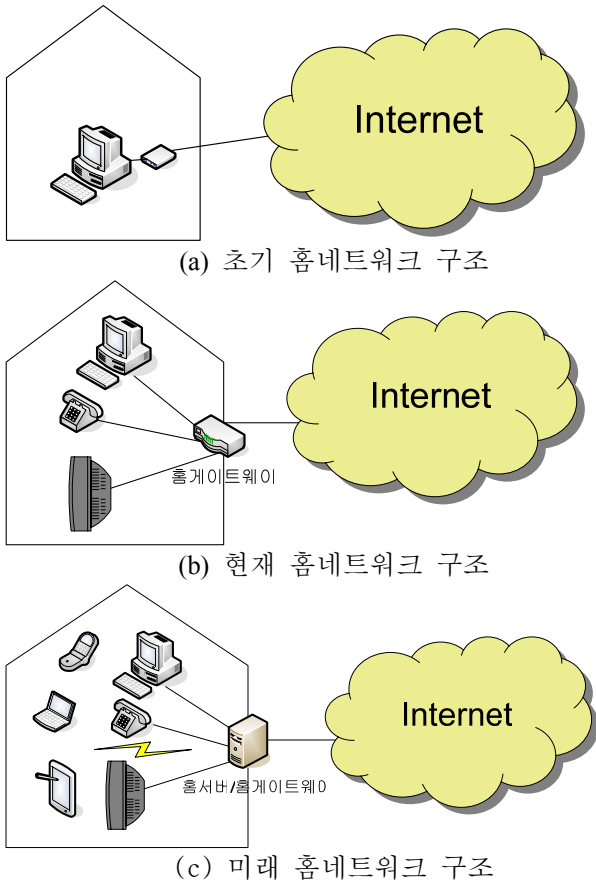 Internet
(a) 초기 홈네트워크 구조
Internet
홈게이트웨이
(b) 현재 홈네트워크 구조
Internet
홈서버/홈게이트웨이
(c) 미래 홈네트워크 구조